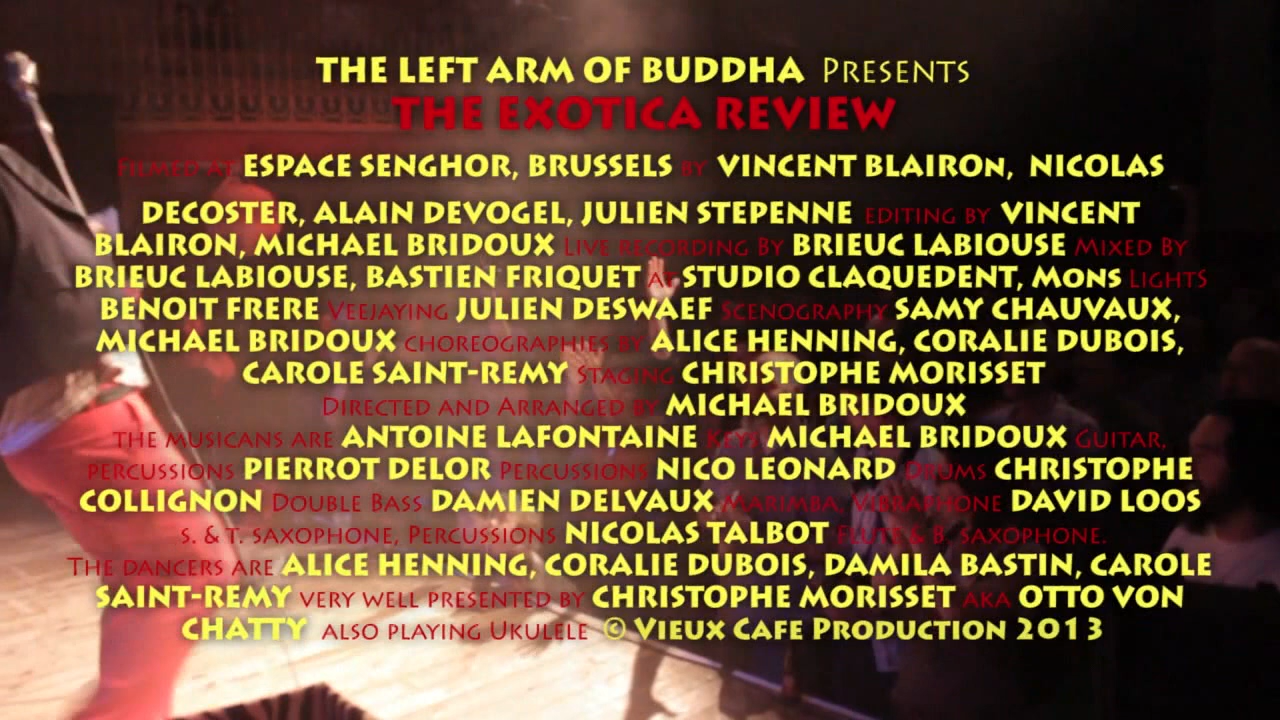 THE LEFT ARM OF BUDDHA PRESENTS
THE EXOTICA REVIEW
FILMED AT ESPACE SENGHOR, BRUSSELS BY VINCENT BLAIRON, NICOLAS
DECOSTER, ALAIN DEVOGEL, JULIEN STEPENNE EDITING BY VINCENT
BLAIRON, MICHAEL BRIDOUX LIVE RECORDING BY BRIEUC LABIOUSE MIXED BY
BRIEUC LABIOUSE, BASTIEN FRIQUET AT STUDIO CLAQUEDENT, MONS LIGHTS
BENOIT FRERE VEEJAYING JULIEN DESWAEF SCENOGRAPHY SAMY CHAUVAUX,
MICHAEL BRIDOUX CHOREOGRAPHIES BY ALICE HENNING, CORALIE DUBOIS,
CAROLE SAINT-REMY STAGING CHRISTOPHE MORISSET
DIRECTED AND ARRANGED BY MICHAEL BRIDOUX
THE MUSICANS ARE ANTOINE LAFONTAINE KEYS MICHAEL BRIDOUX GUITAR,
PERCUSSIONS PIERROT DELOR PERCUSSIONS NICO LEONARD DRUMS CHRISTOPHE
COLLIGNON DOUBLE BASS DAMIEN DELVAUX MARIMBA, VIBRAPHONE DAVID LOOS
S. & T. SAXOPHONE, PERCUSSIONS NICOLAS TALBOT FLUTE & B. SAXOPHONE.
THE DANCERS ARE ALICE HENNING, CORALIE DUBOIS, DAMILA BASTIN, CAROLE
SAINT-REMY VERY WELL PRESENTED BY CHRISTOPHE MORISSET AKA OTTO VON
CHATTY ALSO PLAYING UKULELE © VIEUX CAFE PRODUCTION 2013